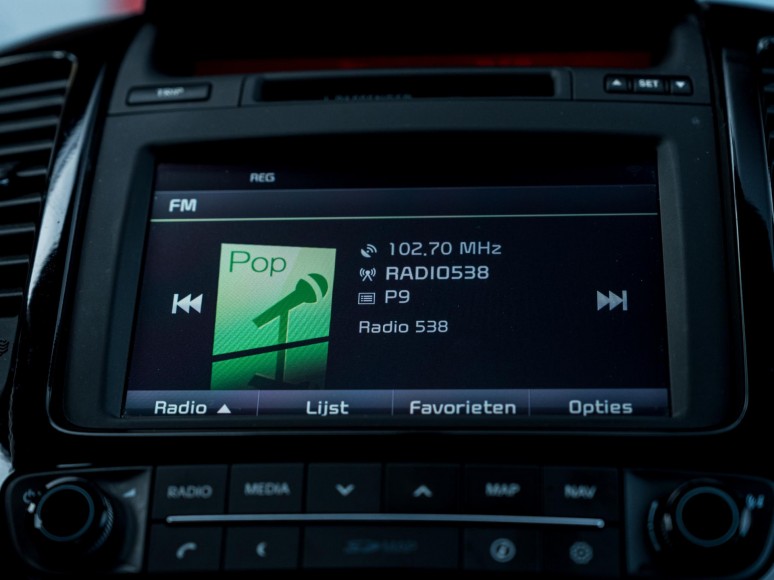 TRIP
SET
REG
FM
Pop
102.70 MHz
RADIO538
P9
Radio 538
Radio Lijst Favorieten Opties
RADIO MEDIA MAP NAV